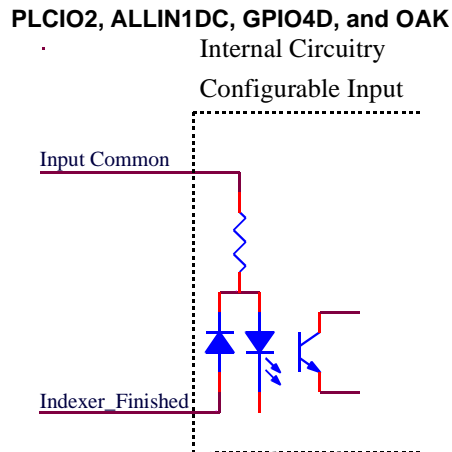 PLCIO2, ALLIN1DC, GPIO4D, and OAK
Internal Circuitry
Configurable Input
Input Common
Indexer_Finished